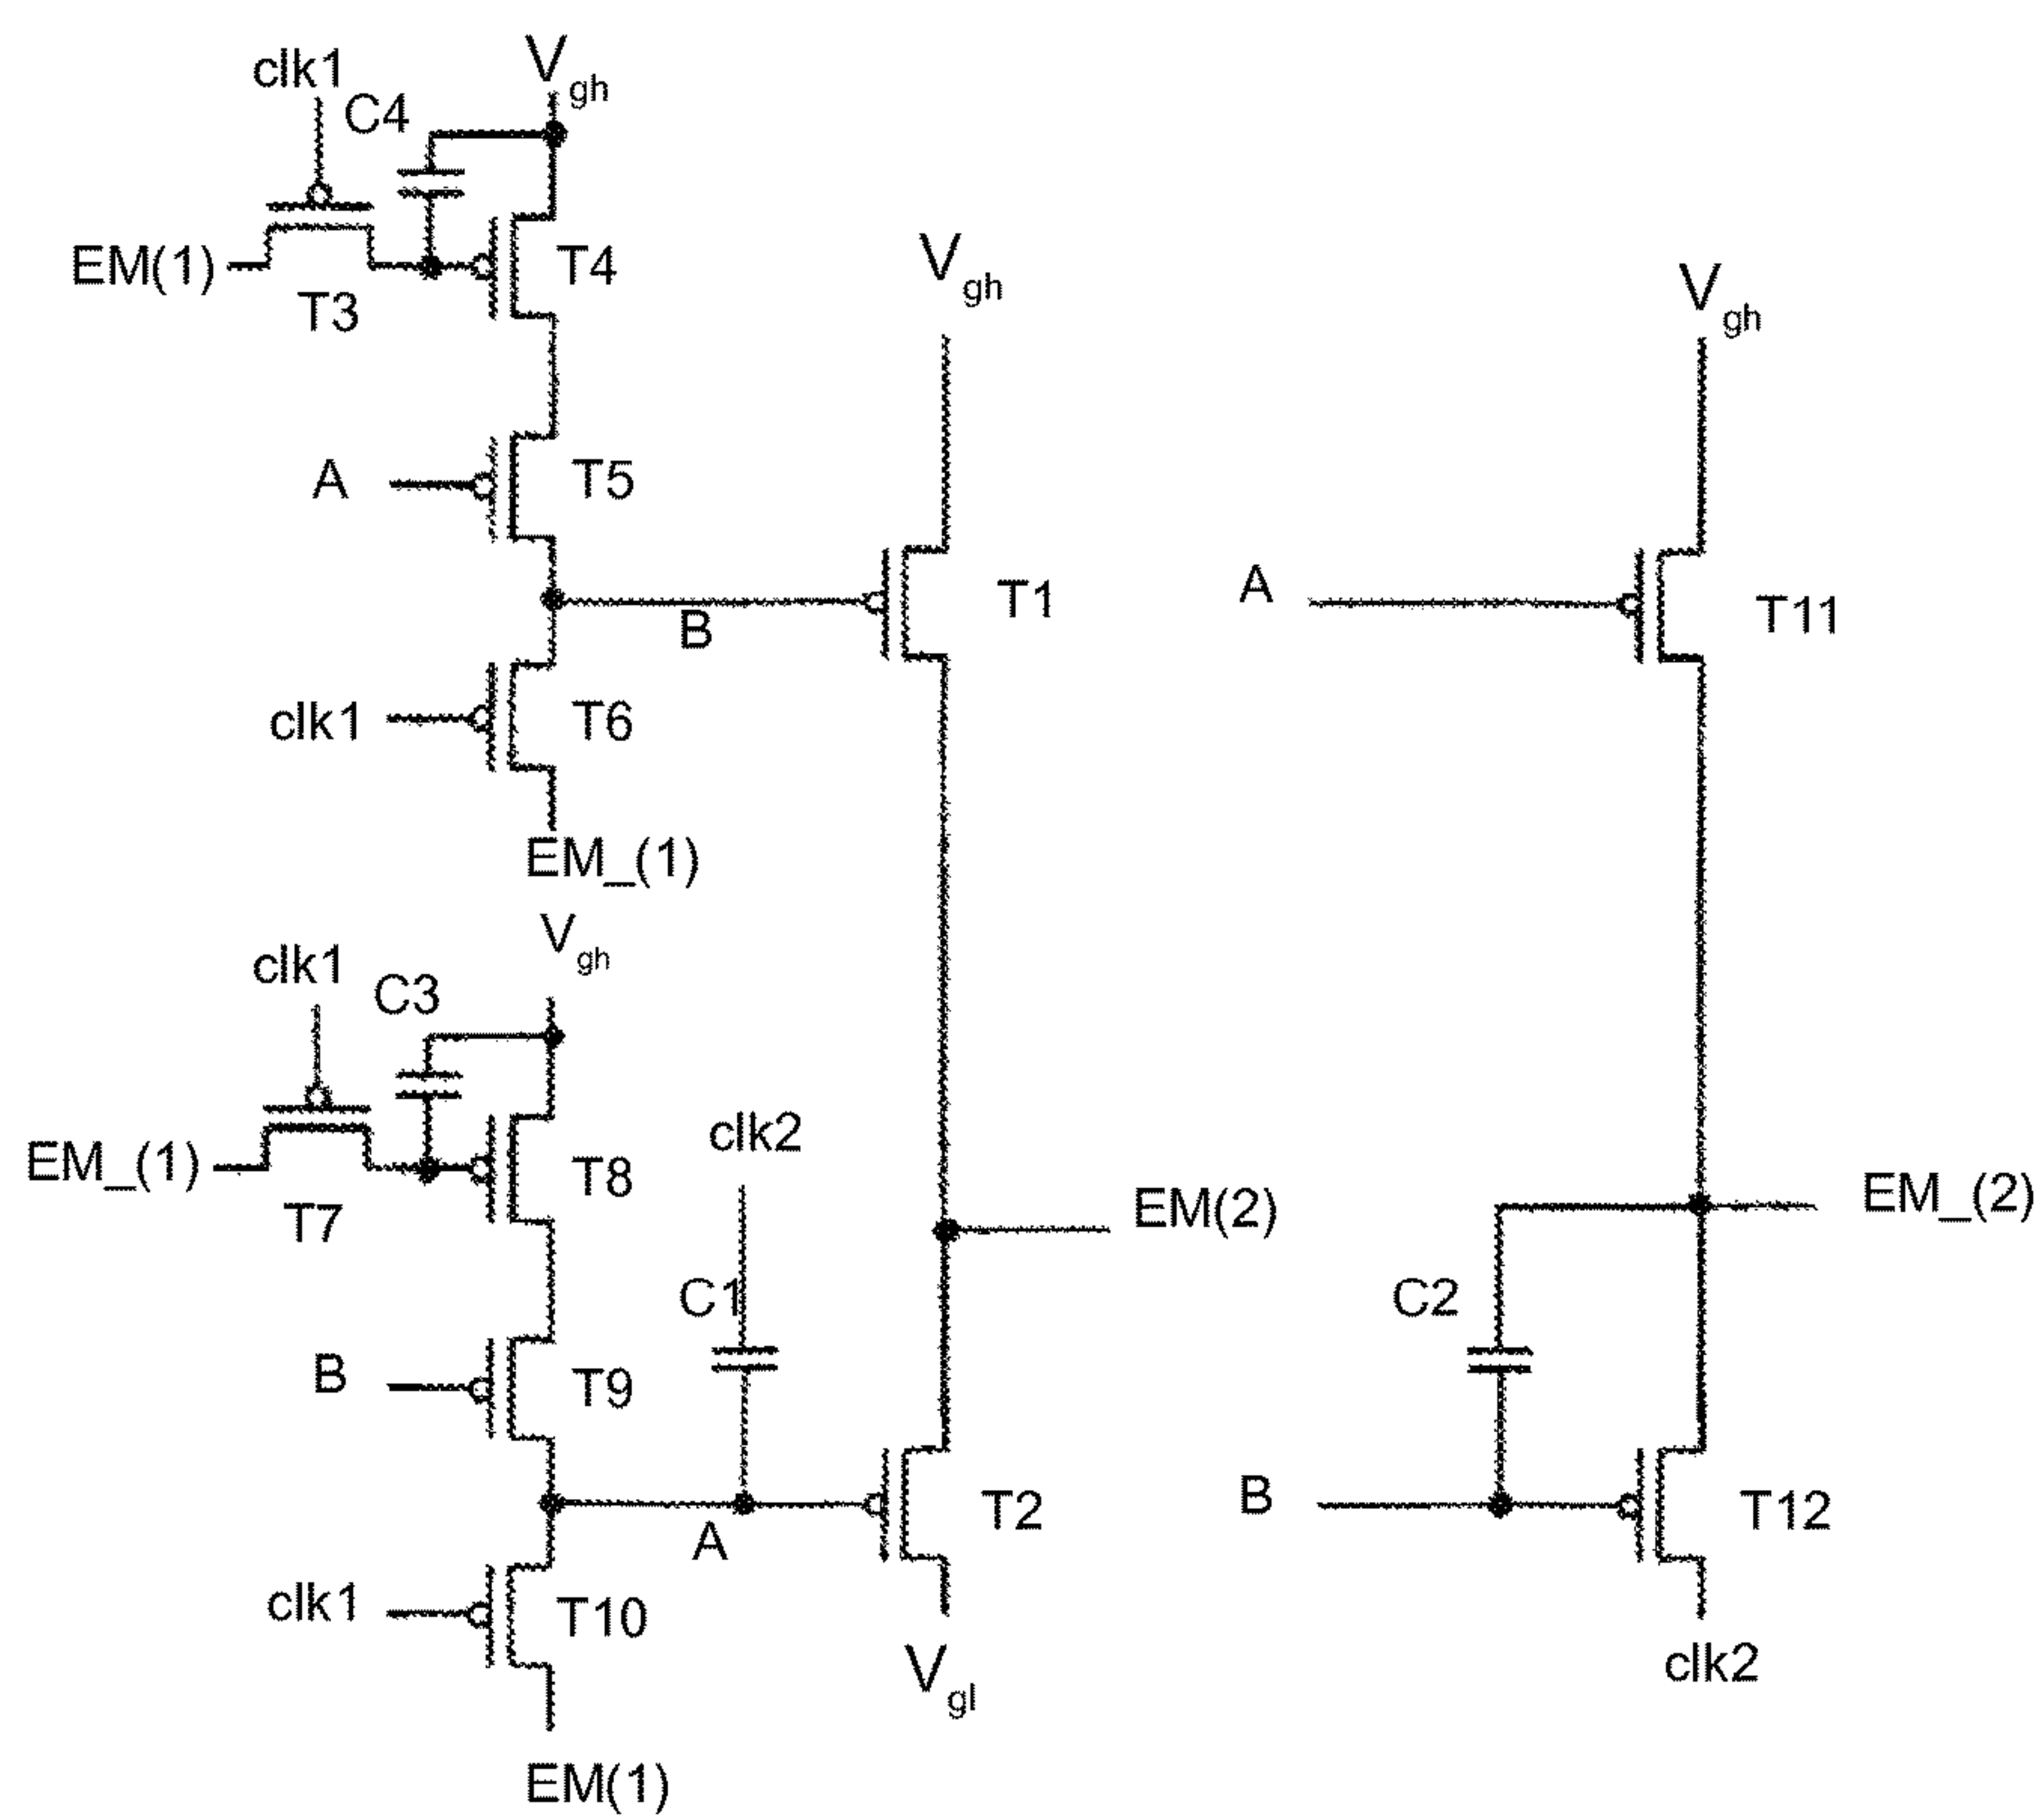 clk1
C4
Vgh
EM(1)
T3
T4
A
T5
B
clk1
T6
EM_(1)
Vgh
T1
Vgh
A
T11
clk1
C3
Vgh
EM_(1)
T7
T8
clk2
B
T9
C1
A
clk1
T10
EM(1)
EM(2)
T2
Vgl
EM_(2)
C2
B
T12
clk2